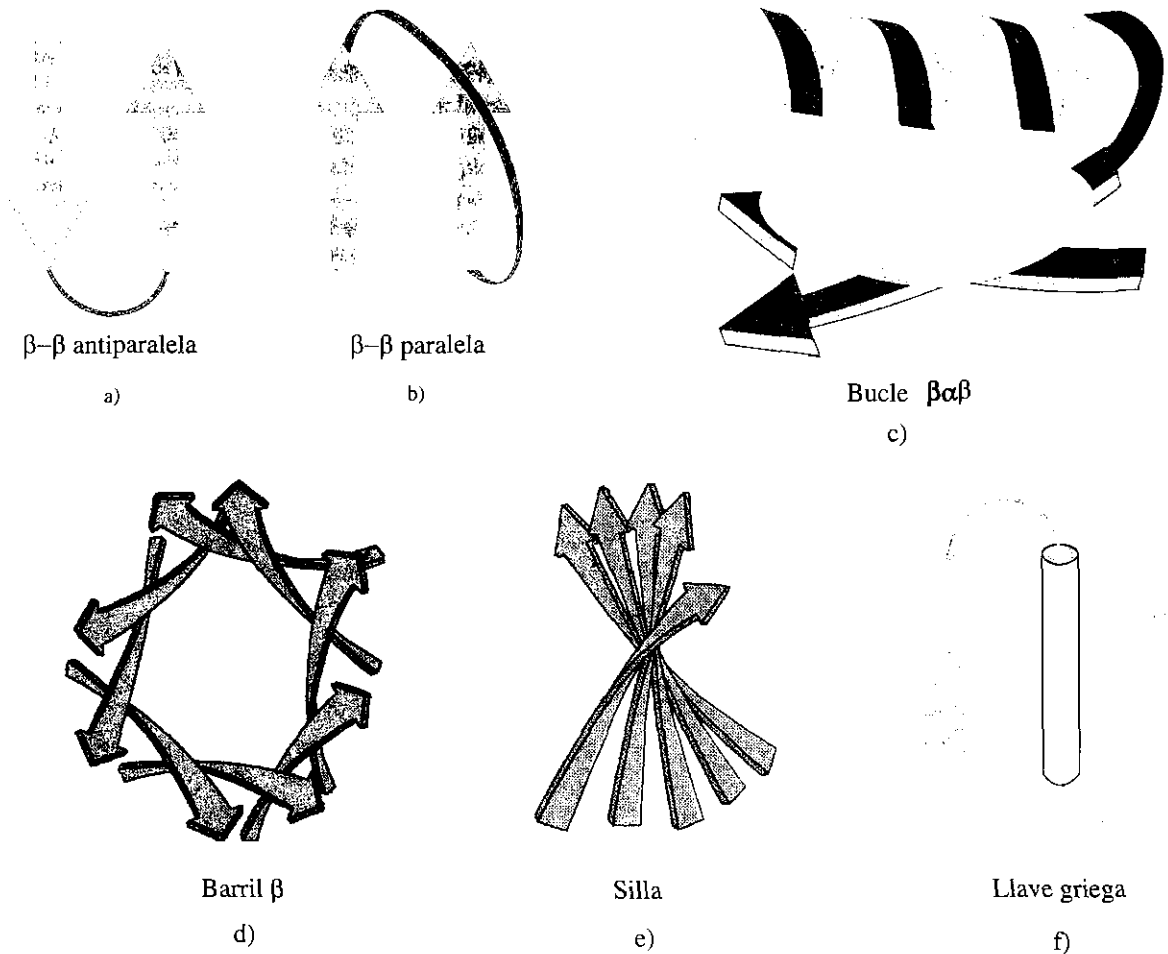 β–β antiparalela
a)
β–β paralela
b)
Bucle βαβ
c)
Barril β
d)
Silla
e)
Llave griega
f)